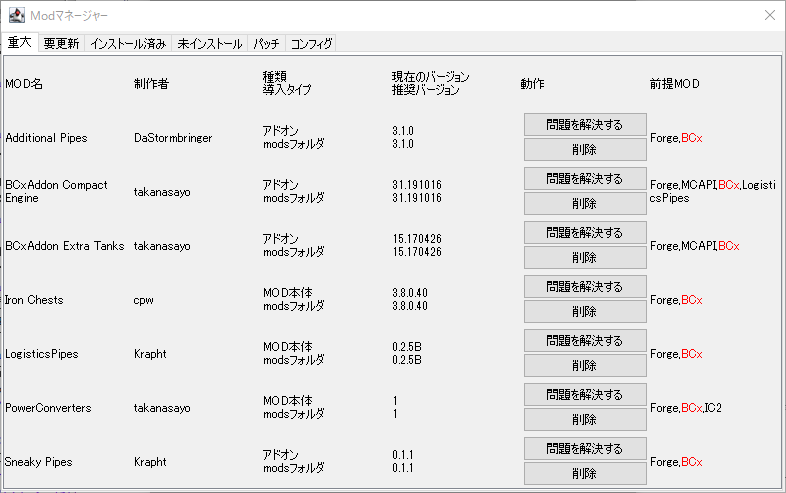 Modマネージャー
重大 要更新 インストール済み 未インストール パッチ コンフィグ
MOD名 制作者 種類 現在のバージョン 動作 前提MOD
導入タイプ 推奨バージョン
Additional Pipes DaStormbringer アドオン 3.1.0 問題を解決する Forge,BCx
modsフォルダ 3.1.0 削除
BCxAddon Compact takanasayo アドオン 31.191016 問題を解決する Forge,MCAPI,BCx,Logisti
Engine modsフォルダ 31.191016 削除 csPipes
BCxAddon Extra Tanks takanasayo アドオン 15.170426 問題を解決する Forge,MCAPI,BCx
modsフォルダ 15.170426 削除
Iron Chests cpw MOD本体 3.8.0.40 問題を解決する Forge,BCx
modsフォルダ 3.8.0.40 削除
LogisticsPipes Krapht MOD本体 0.2.5B 問題を解決する Forge,BCx
modsフォルダ 0.2.5B 削除
PowerConverters takanasayo MOD本体 1 問題を解決する Forge,BCx,IC2
modsフォルダ 1 削除
Sneaky Pipes Krapht アドオン 0.1.1 問題を解決する Forge,BCx
modsフォルダ 0.1.1 削除